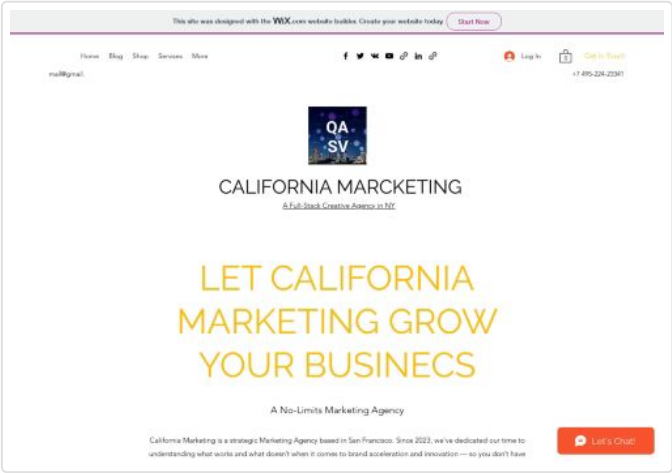 This site was designed with the WiX.com website builder. Create your website today. Start Now
Home Blog Shop Services More
Log In
Get in Touch
mail@gmail.
+7 495-224-22341
QA
SV
CALIFORNIA MARCKETING
A Full-Stack Creative Agency in NY
LET CALIFORNIA
MARKETING GROW
YOUR BUSINECS
A No-Limits Marketing Agency
California Marketing is a strategic Marketing Agency based in San Francisco. Since 2023, we've dedicated our time to
understanding what works and what doesn't when it comes to brand acceleration and innovation — so you don't have
Let's Chat!